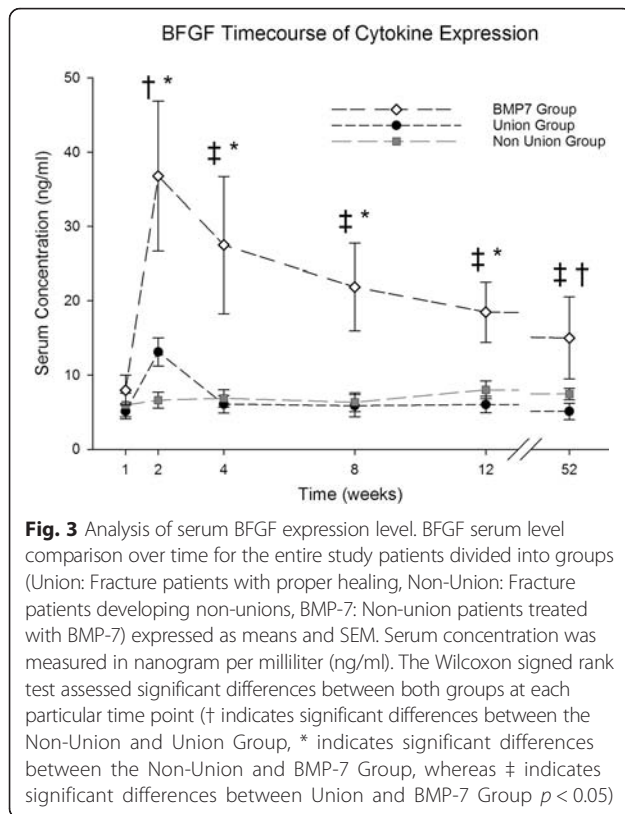 BFGF Timecourse of Cytokine Expression
50
40
30
20
10
0
Serum Concentration (ng/ml)
† *
‡ *
‡ *
‡ *
‡ †
BMP7 Group
Union Group
Non Union Group
1 2 4 8 12 52
Time (weeks)
Fig. 3 Analysis of serum BFGF expression level. BFGF serum level
comparison over time for the entire study patients divided into groups
(Union: Fracture patients with proper healing, Non-Union: Fracture
patients developing non-unions, BMP-7: Non-union patients treated
with BMP-7) expressed as means and SEM. Serum concentration was
measured in nanogram per milliliter (ng/ml). The Wilcoxon signed rank
test assessed significant differences between both groups at each
particular time point († indicates significant differences between the
Non-Union and Union Group, * indicates significant differences
between the Non-Union and BMP-7 Group, whereas ‡ indicates
significant differences between Union and BMP-7 Group p < 0.05)